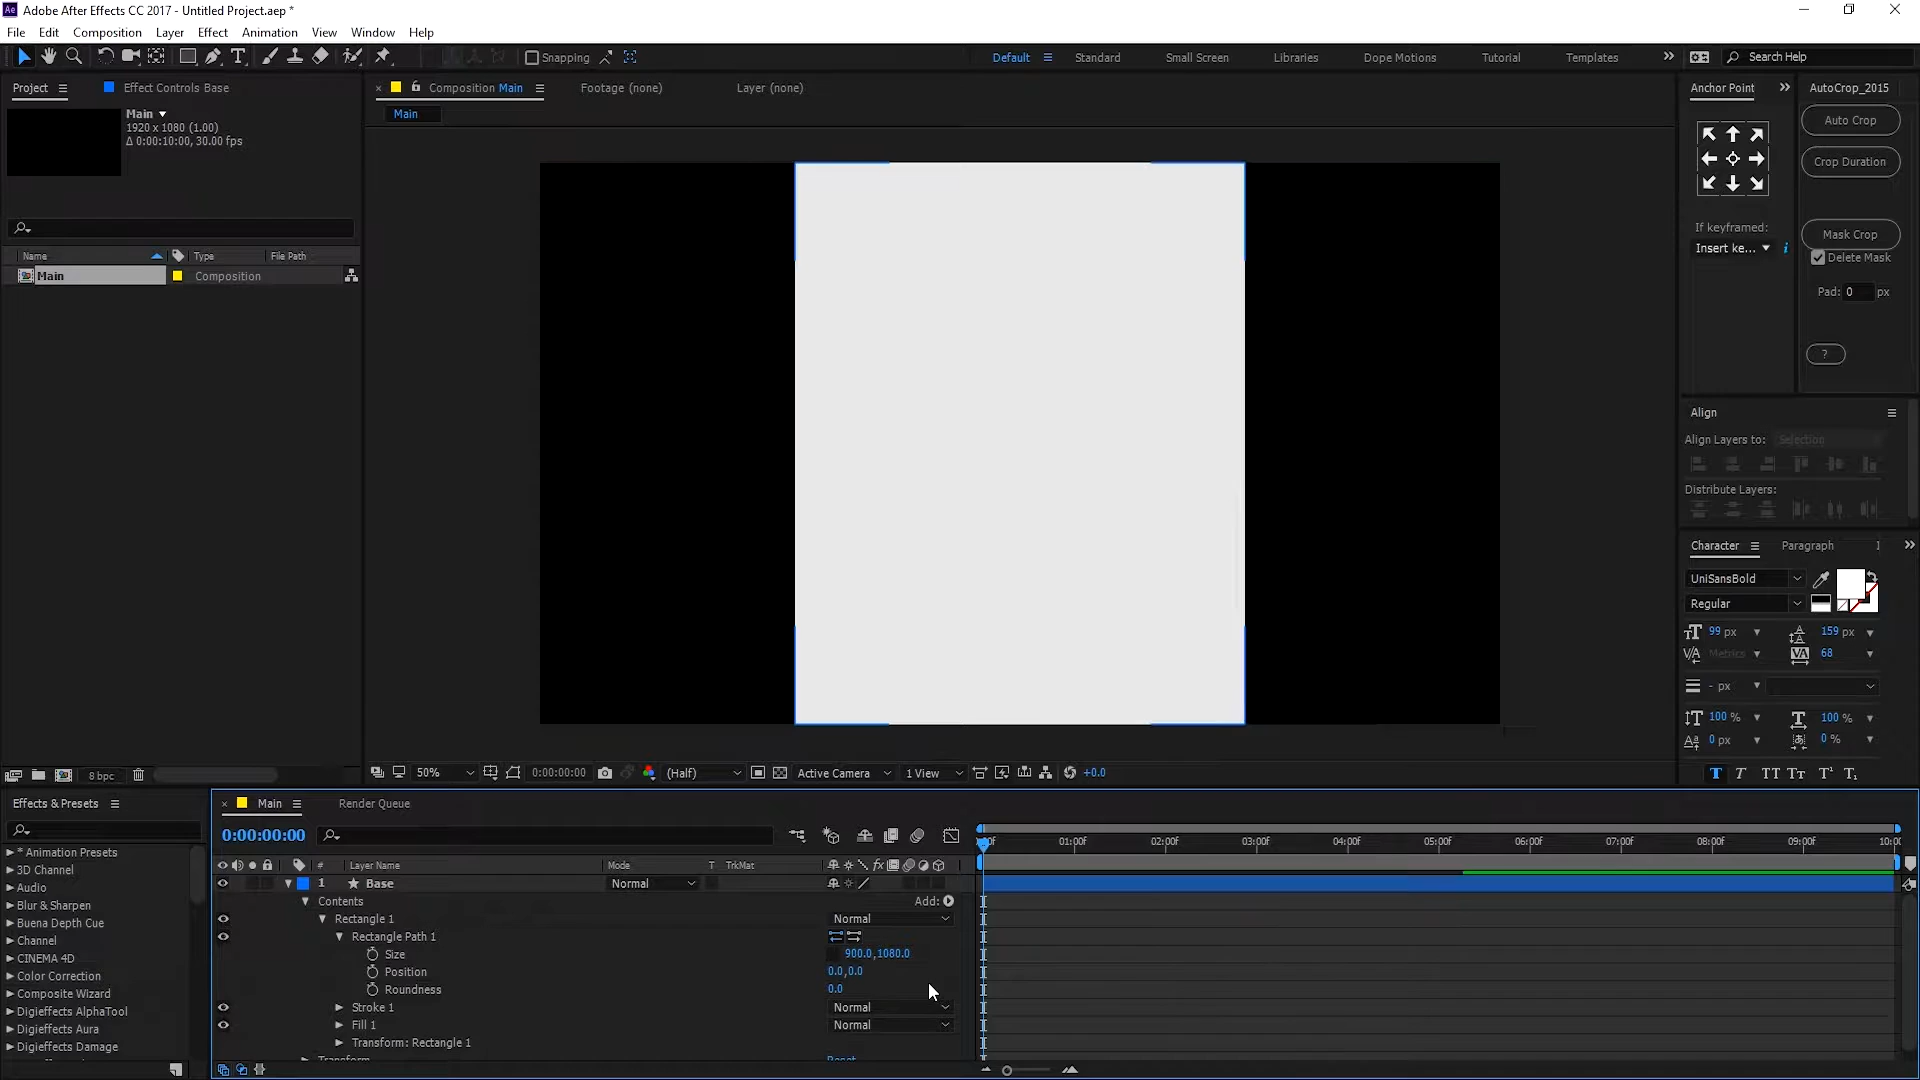 Adobe After Effects CC 2017 - Untitled Project.aep *
File Edit Composition Layer Effect Animation View Window Help
Snapping Default Standard Small Screen Libraries Dope Motions Tutorial Templates Search Help
Project Effect Controls Base
Main
1920 x 1080 (1.00)
Δ 0:00:10:00, 30.00 fps
Name Type File Path
Main Composition
8 bpc
Composition Main Footage (none) Layer (none)
Main
50% 0:00:00:00 (Half) Active Camera 1 View +0.0
Anchor Point
If keyframed:
Insert ke...
AutoCrop_2015
Auto Crop
Crop Duration
Mask Crop
Delete Mask
Pad: 0 px
?
Align
Align Layers to: Selection
Distribute Layers:
Character Paragraph
UniSansBold
Regular
99 px 159 px
Metrics 68
- px
100 % 100 %
0 px 0 %
T T TT Tт T¹ T₁
Effects & Presets
* Animation Presets
3D Channel
Audio
Blur & Sharpen
Buena Depth Cue
Channel
CINEMA 4D
Color Correction
Composite Wizard
Digieffects AlphaTool
Digieffects Aura
Digieffects Damage
Main Render Queue
0:00:00:00
01:00f 02:00f 03:00f 04:00f 05:00f 06:00f 07:00f 08:00f 09:00f
# Layer Name Mode T TrkMat
1 Base Normal
Contents Add:
Rectangle 1 Normal
Rectangle Path 1
Size 900.0,1080.0
Position 0.0,0.0
Roundness 0.0
Stroke 1 Normal
Fill 1 Normal
Transform: Rectangle 1
Transform Reset